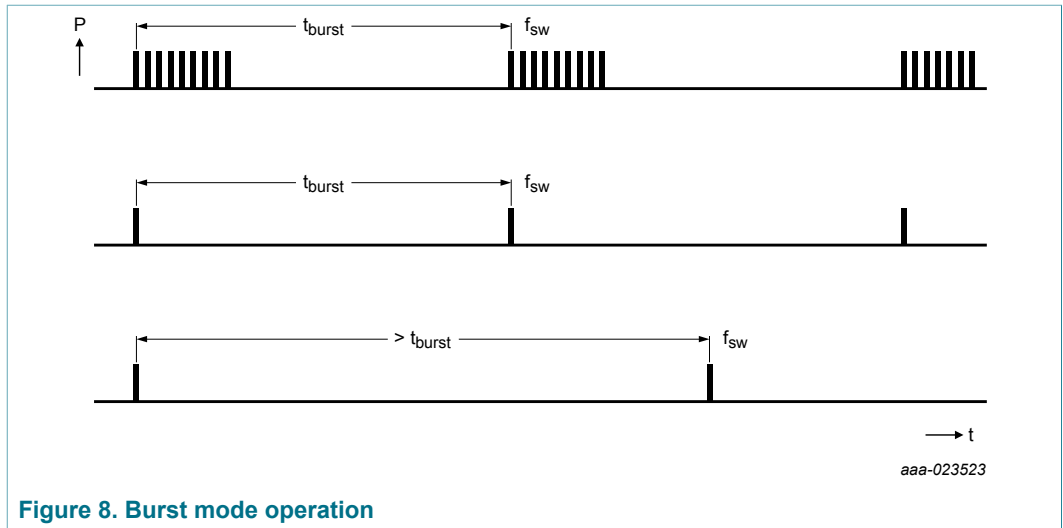 P
t_burst
f_sw
t_burst
f_sw
> t_burst
f_sw
t
aaa-023523
Figure 8. Burst mode operation